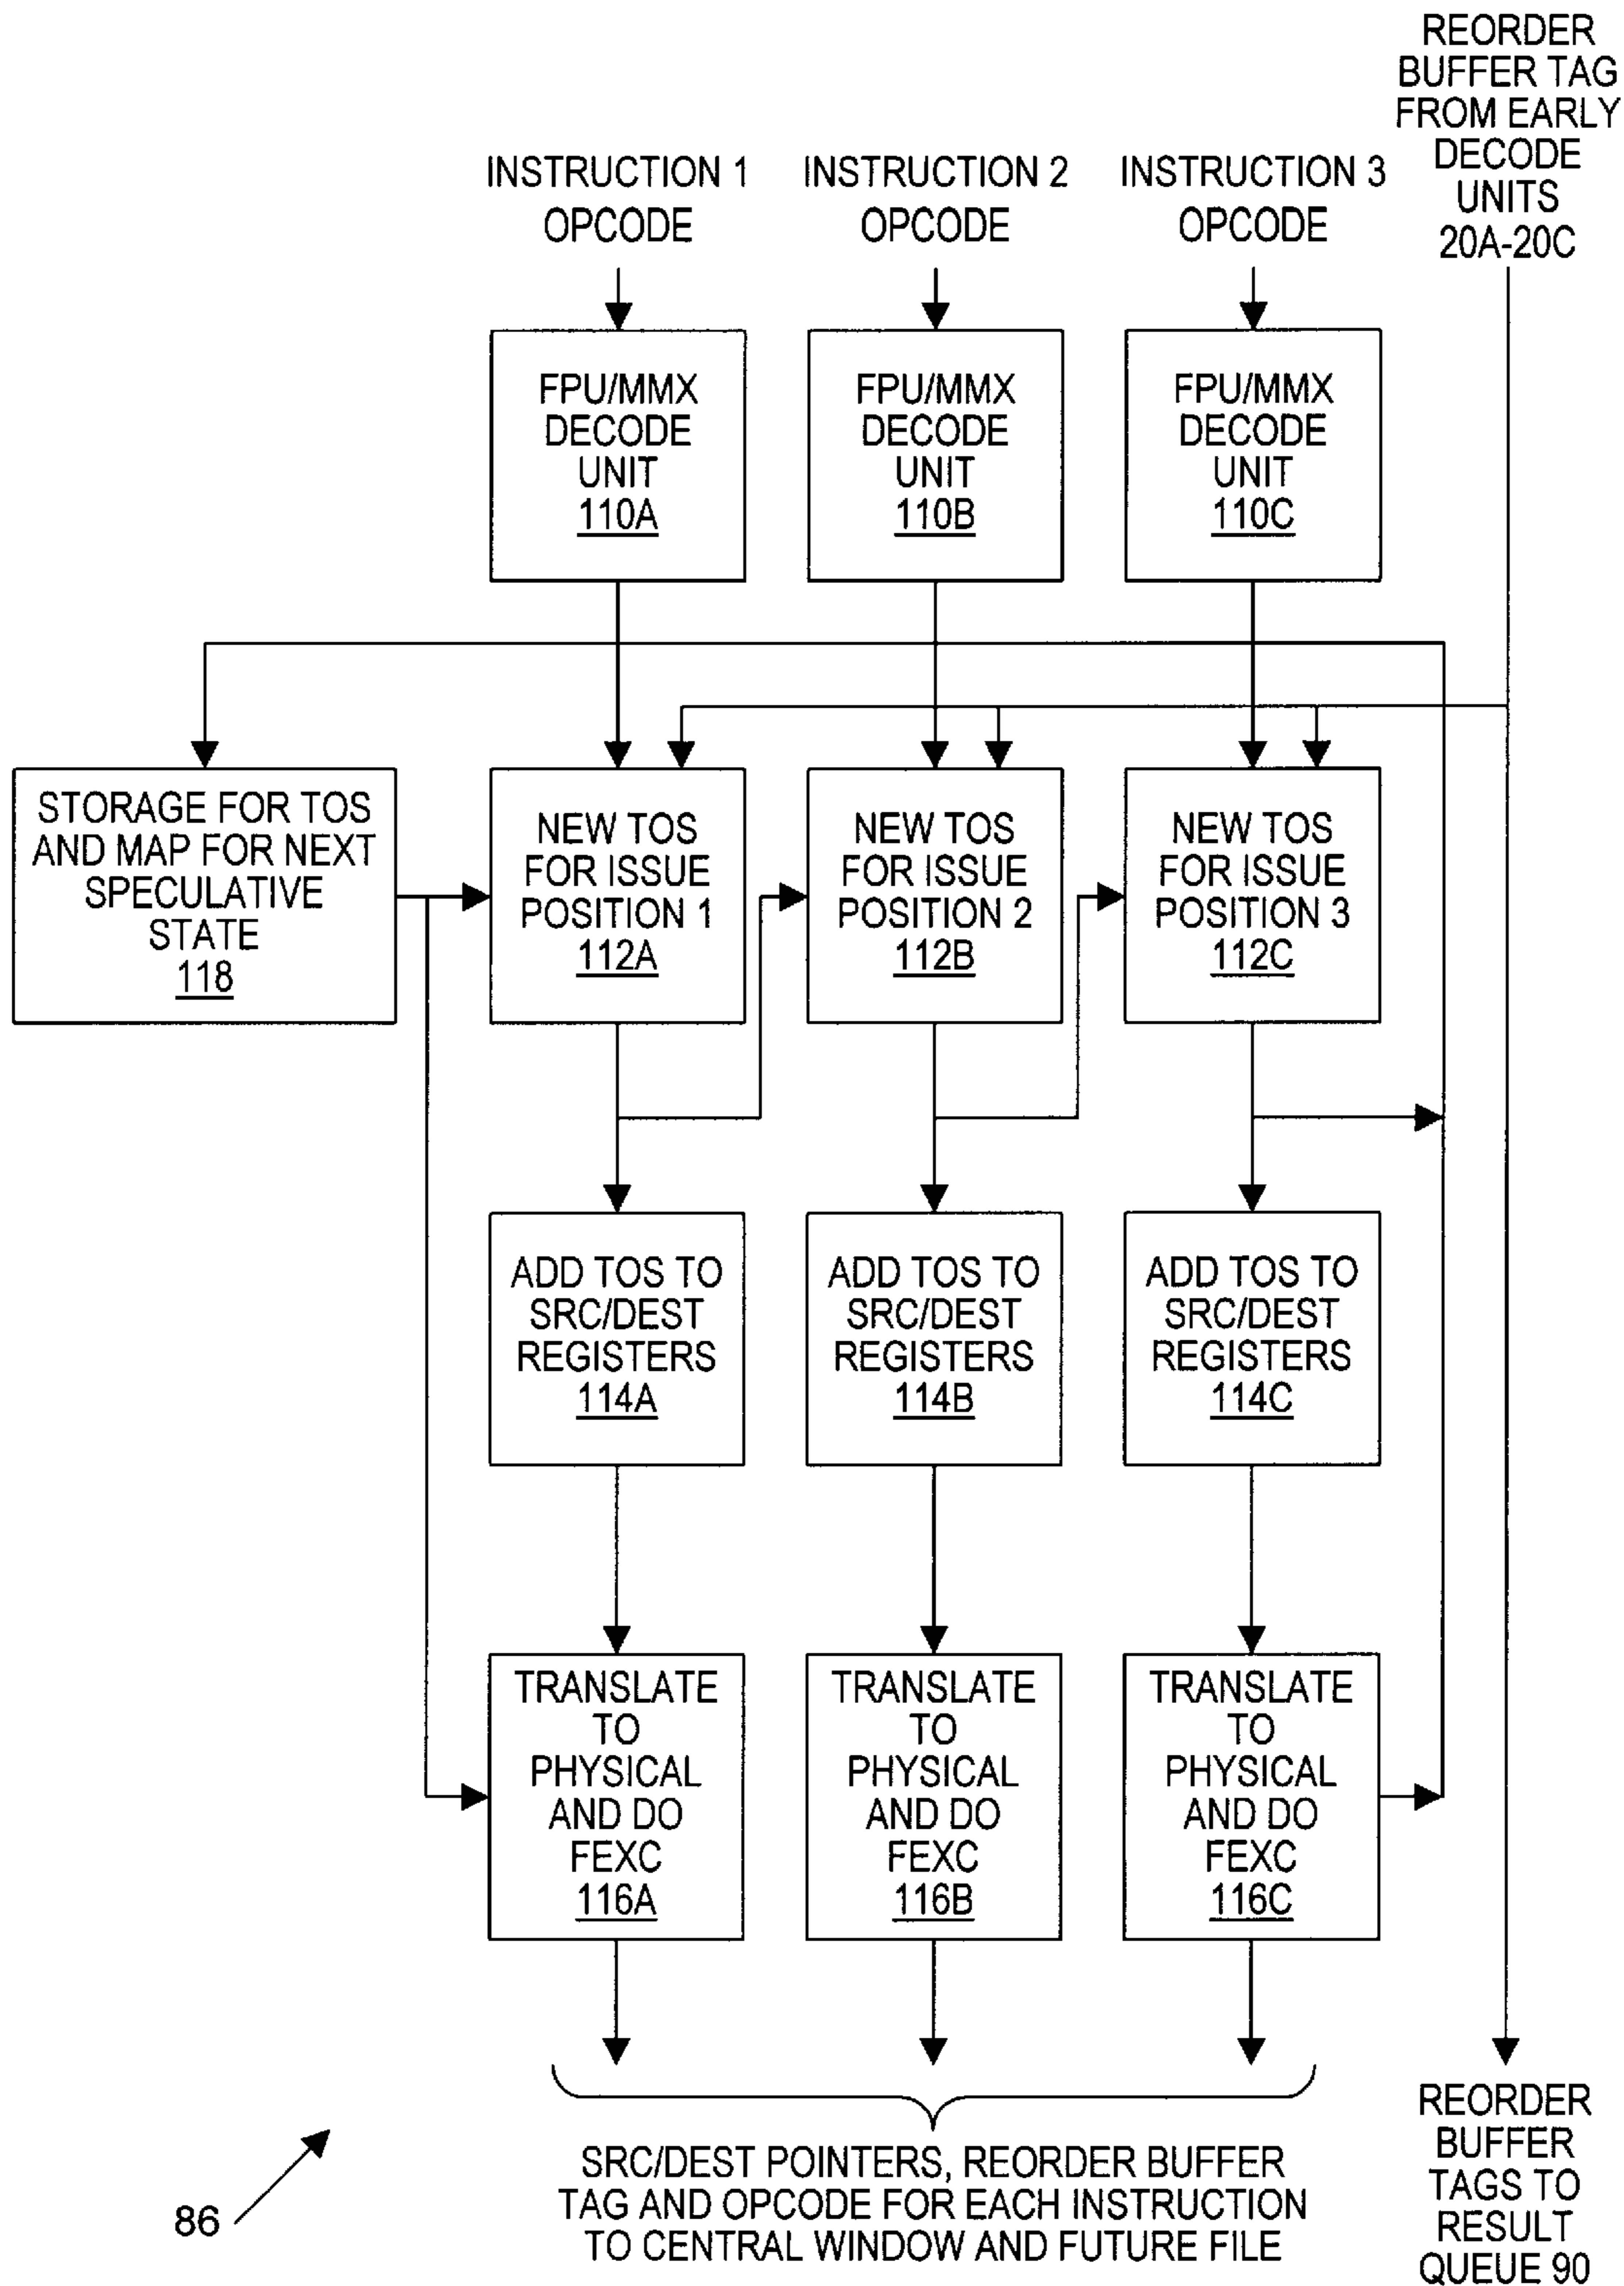 REORDER
BUFFER TAG
FROM EARLY
DECODE
UNITS
20A-20C
INSTRUCTION 1
OPCODE
INSTRUCTION 2
OPCODE
INSTRUCTION 3
OPCODE
FPU/MMX
DECODE
UNIT
110A
FPU/MMX
DECODE
UNIT
110B
FPU/MMX
DECODE
UNIT
110C
STORAGE FOR TOS
AND MAP FOR NEXT
SPECULATIVE
STATE
118
NEW TOS
FOR ISSUE
POSITION 1
112A
NEW TOS
FOR ISSUE
POSITION 2
112B
NEW TOS
FOR ISSUE
POSITION 3
112C
ADD TOS TO
SRC/DEST
REGISTERS
114A
ADD TOS TO
SRC/DEST
REGISTERS
114B
ADD TOS TO
SRC/DEST
REGISTERS
114C
TRANSLATE
TO
PHYSICAL
AND DO
FEXC
116A
TRANSLATE
TO
PHYSICAL
AND DO
FEXC
116B
TRANSLATE
TO
PHYSICAL
AND DO
FEXC
116C
SRC/DEST POINTERS, REORDER BUFFER
TAG AND OPCODE FOR EACH INSTRUCTION
TO CENTRAL WINDOW AND FUTURE FILE
REORDER
BUFFER
TAGS TO
RESULT
QUEUE 90
86